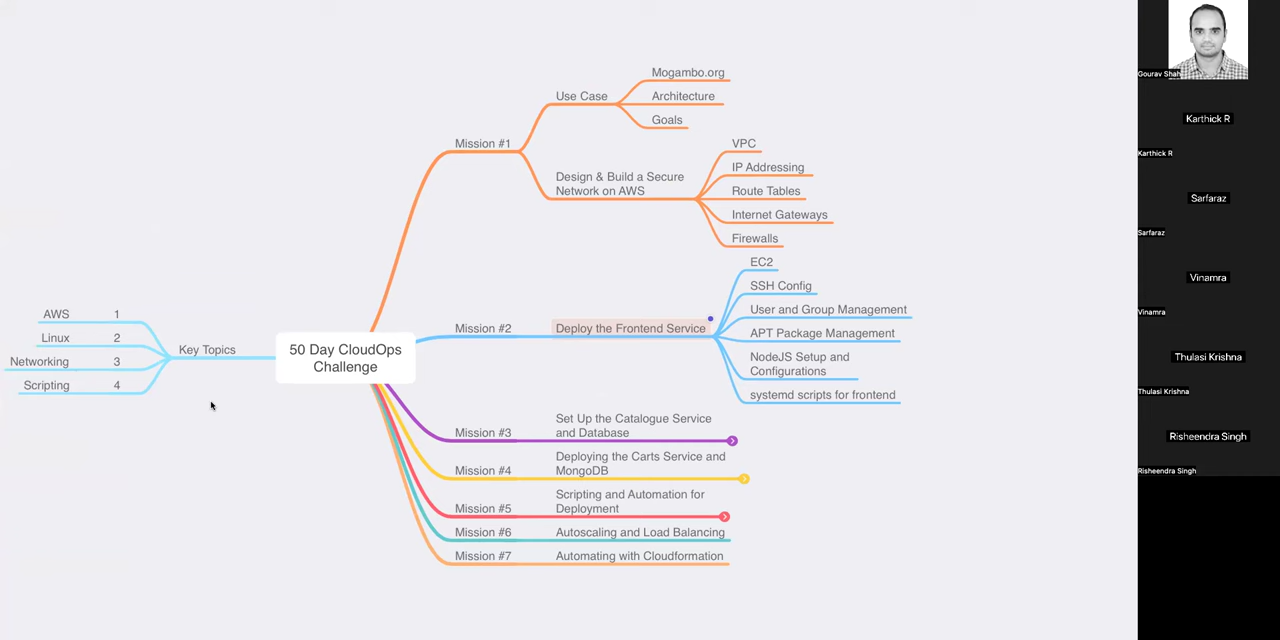 Mogambo.org
Use Case
Architecture
Goals
Mission #1
VPC
IP Addressing
Design & Build a Secure
Network on AWS
Route Tables
Internet Gateways
Firewalls
EC2
SSH Config
User and Group Management
Mission #2
Deploy the Frontend Service
APT Package Management
NodeJS Setup and
Configurations
systemd scripts for frontend
AWS 1
Linux 2
Networking 3
Scripting 4
Key Topics
50 Day CloudOps
Challenge
Mission #3
Set Up the Catalogue Service
and Database
Mission #4
Deploying the Carts Service and
MongoDB
Mission #5
Scripting and Automation for
Deployment
Mission #6
Autoscaling and Load Balancing
Mission #7
Automating with Cloudformation
Gourav Shah
Karthick R
Karthick R
Sarfaraz
Sarfaraz
Vinamra
Vinamra
Thulasi Krishna
Thulasi Krishna
Risheendra Singh
Risheendra Singh